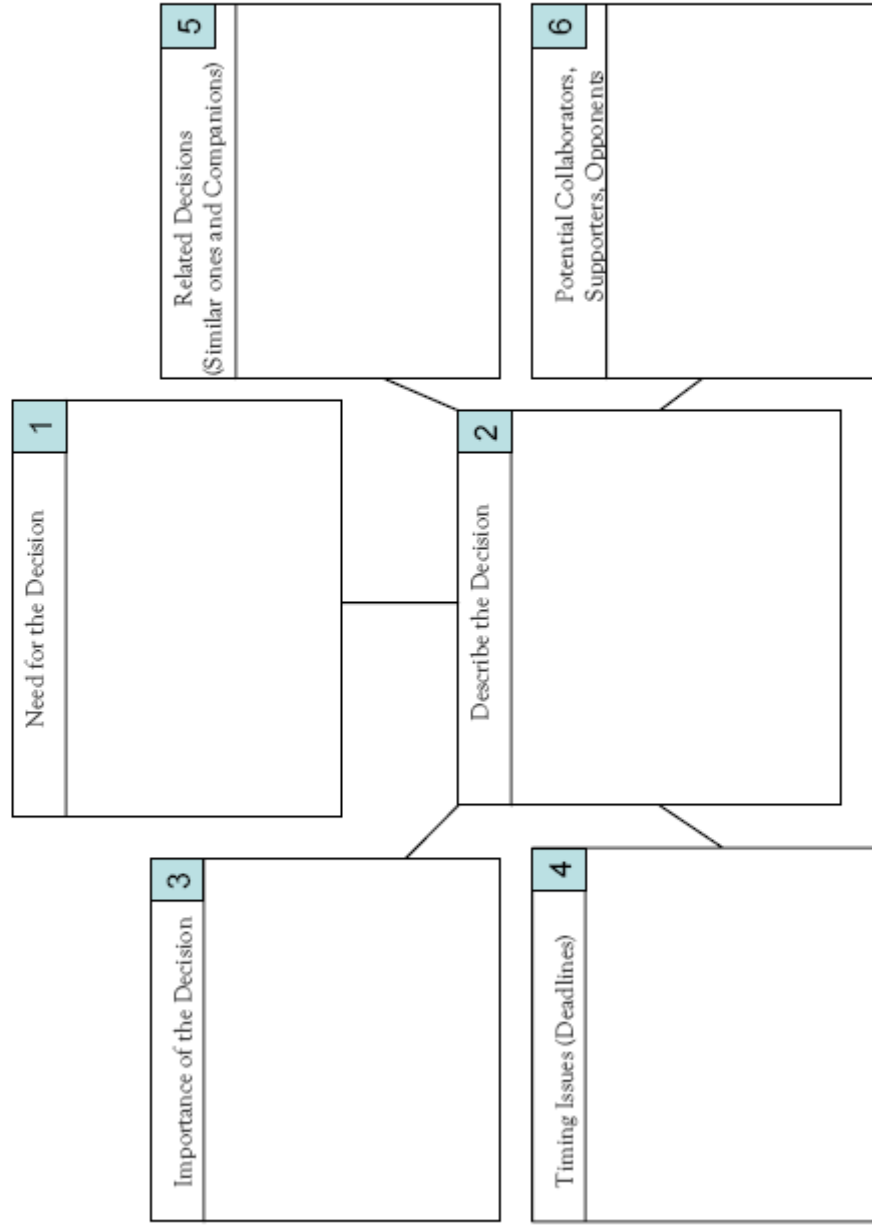 Need for the Decision
1
Describe the Decision
2
Importance of the Decision
3
Timing Issues (Deadlines)
4
Related Decisions
(Similar ones and Companions)
5
Potential Collaborators,
Supporters, Opponents
6